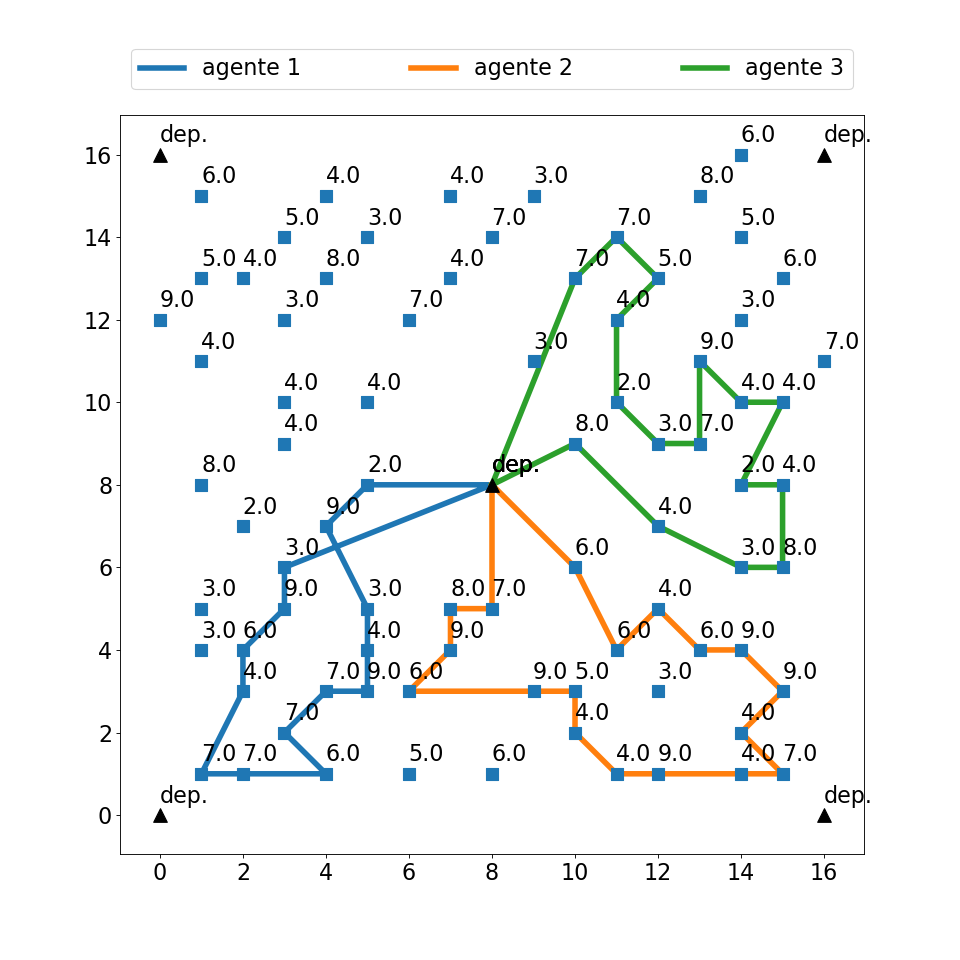 agente 1 agente 2 agente 3
dep. 6.0 dep.
16
6.0 4.0 4.0 3.0 8.0
5.0 3.0 7.0 7.0 5.0
14
5.0 4.0 8.0 4.0 7.0 5.0 6.0
9.0 3.0 7.0 4.0 3.0
12
4.0 3.0 9.0 7.0
4.0 4.0 2.0 4.0 4.0
10
4.0 8.0 3.0 7.0
8.0 2.0 dep. 2.0 4.0
8
2.0 9.0 4.0
3.0 6.0 3.0 8.0
6
3.0 9.0 3.0 8.0 7.0 4.0
3.0 6.0 4.0 9.0 6.0 6.0 9.0
4
4.0 7.0 9.0 6.0 9.0 5.0 3.0 9.0
7.0 4.0 4.0
2
7.0 7.0 6.0 5.0 6.0 4.0 9.0 4.0 7.0
dep. dep.
0
0 2 4 6 8 10 12 14 16